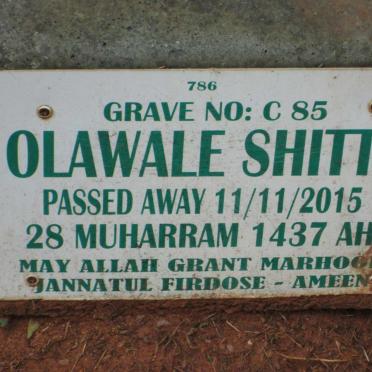 786
GRAVE NO: C 85
OLAWALE SHITT
PASSED AWAY 11/11/2015
28 MUHARRAM 1437 AH
MAY ALLAH GRANT
JANNATUL FIRDOSE - AMEEN